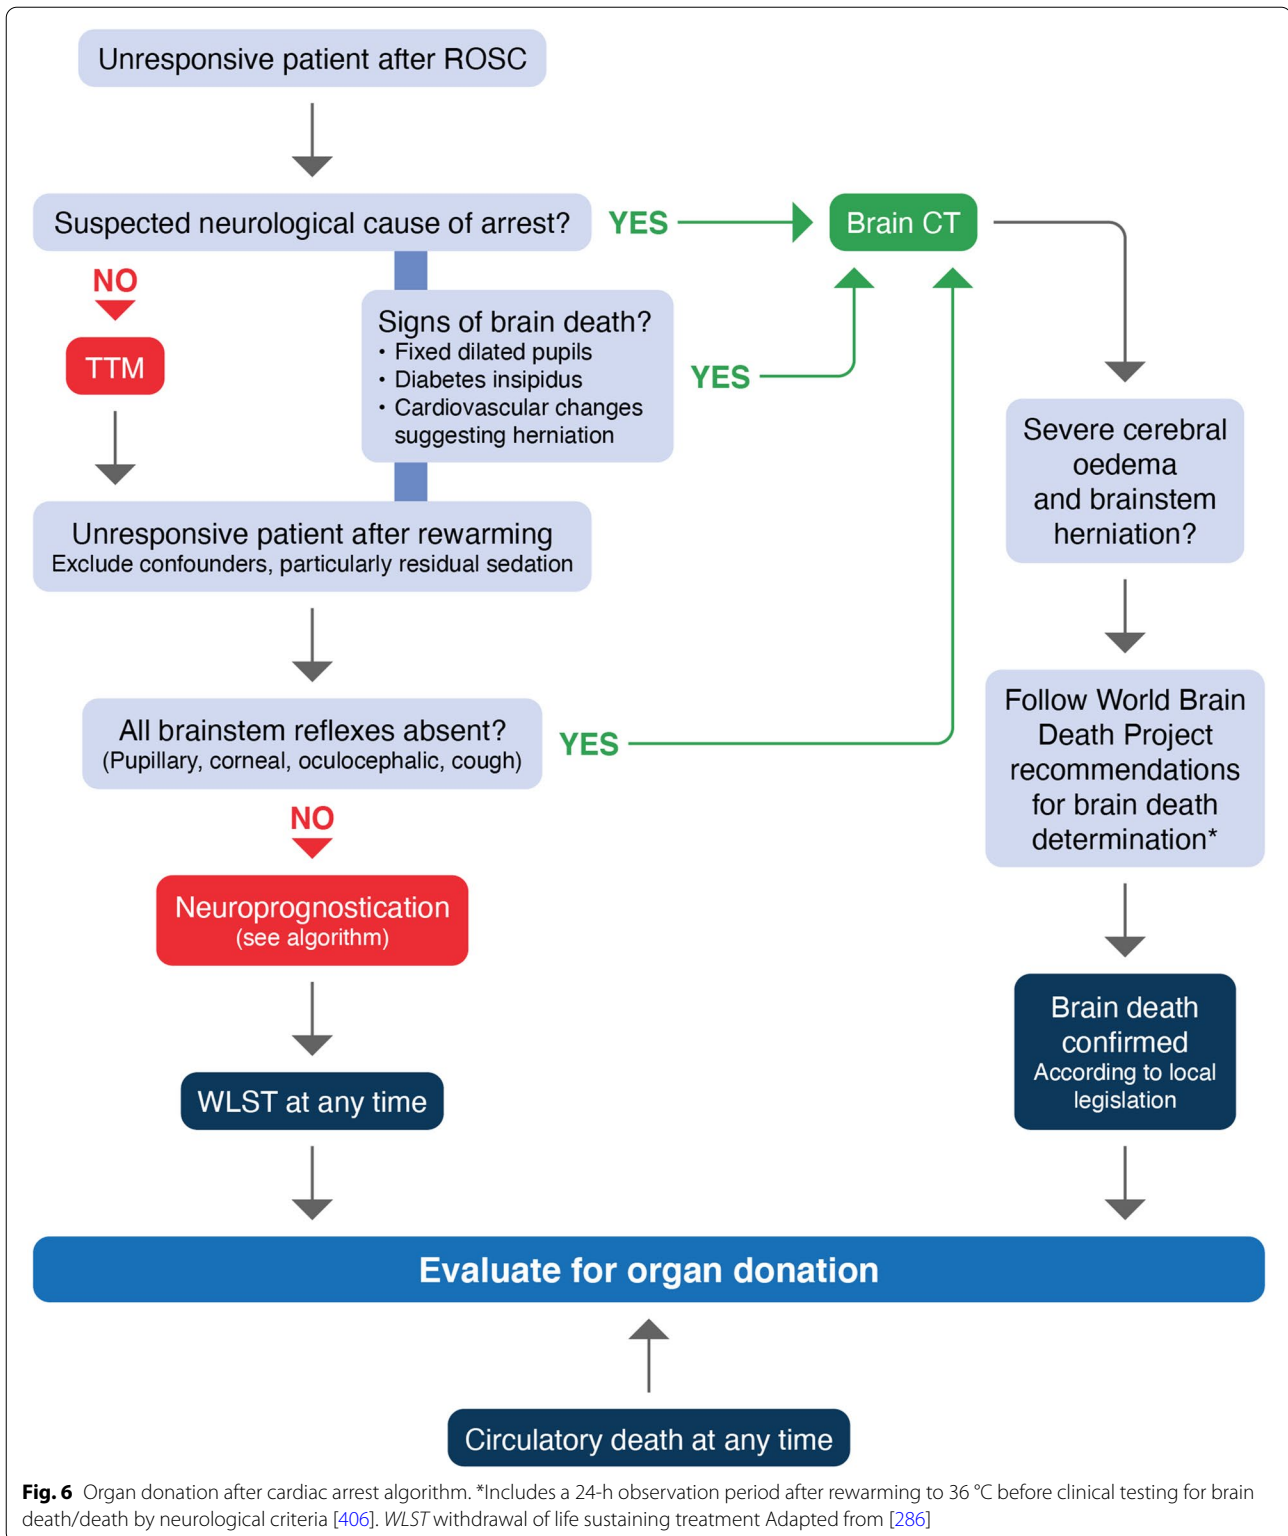 Unresponsive patient after ROSC
Suspected neurological cause of arrest?
YES
Brain CT
NO
TTM
Signs of brain death?
• Fixed dilated pupils
• Diabetes insipidus
• Cardiovascular changes
suggesting herniation
YES
Severe cerebral
oedema
and brainstem
herniation?
Unresponsive patient after rewarming
Exclude confounders, particularly residual sedation
All brainstem reflexes absent?
(Pupillary, corneal, oculocephalic, cough)
YES
Follow World Brain
Death Project
recommendations
for brain death
determination*
NO
Neuroprognostication
(see algorithm)
Brain death
confirmed
According to local
legislation
WLST at any time
Evaluate for organ donation
Circulatory death at any time
Fig. 6 Organ donation after cardiac arrest algorithm. *Includes a 24-h observation period after rewarming to 36 °C before clinical testing for brain
death/death by neurological criteria [406]. WLST withdrawal of life sustaining treatment Adapted from [286]